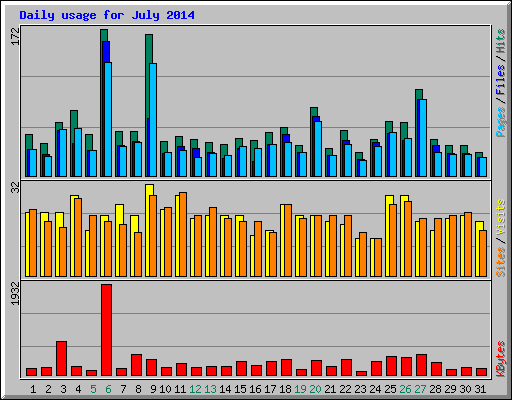 Daily usage for July 2014
172
Pages / Files / Hits
32
Sites / Visits
1932
KBytes
1 2 3 4 5 6 7 8 9 10 11 12 13 14 15 16 17 18 19 20 21 22 23 24 25 26 27 28 29 30 31